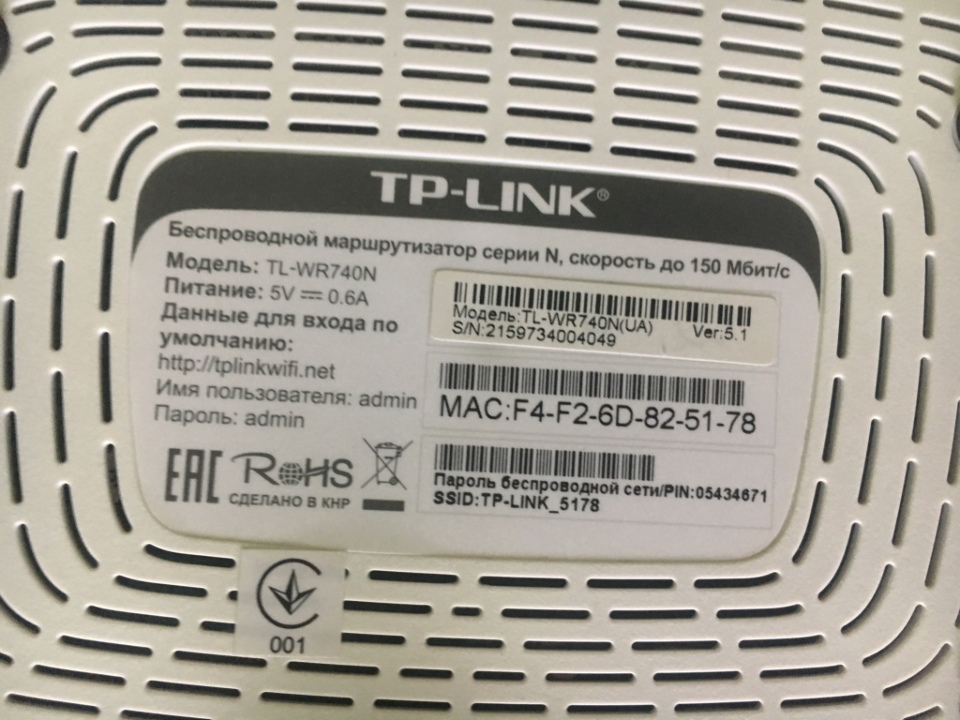 TP-LINK®
Беспроводной маршрутизатор серии N, скорость до 150 Мбит/с
Модель: TL-WR740N
Питание: 5V ⎓ 0.6A
Данные для входа по
умолчанию:
http://tplinkwifi.net
Имя пользователя: admin
Пароль: admin
Модель:TL-WR740N(UA) Ver:5.1
S/N:2159734004049
MAC:F4-F2-6D-82-51-78
Пароль беспроводной сети/PIN:05434671
SSID:TP-LINK_5178
EAC RoHS
СДЕЛАНО В КНР
001